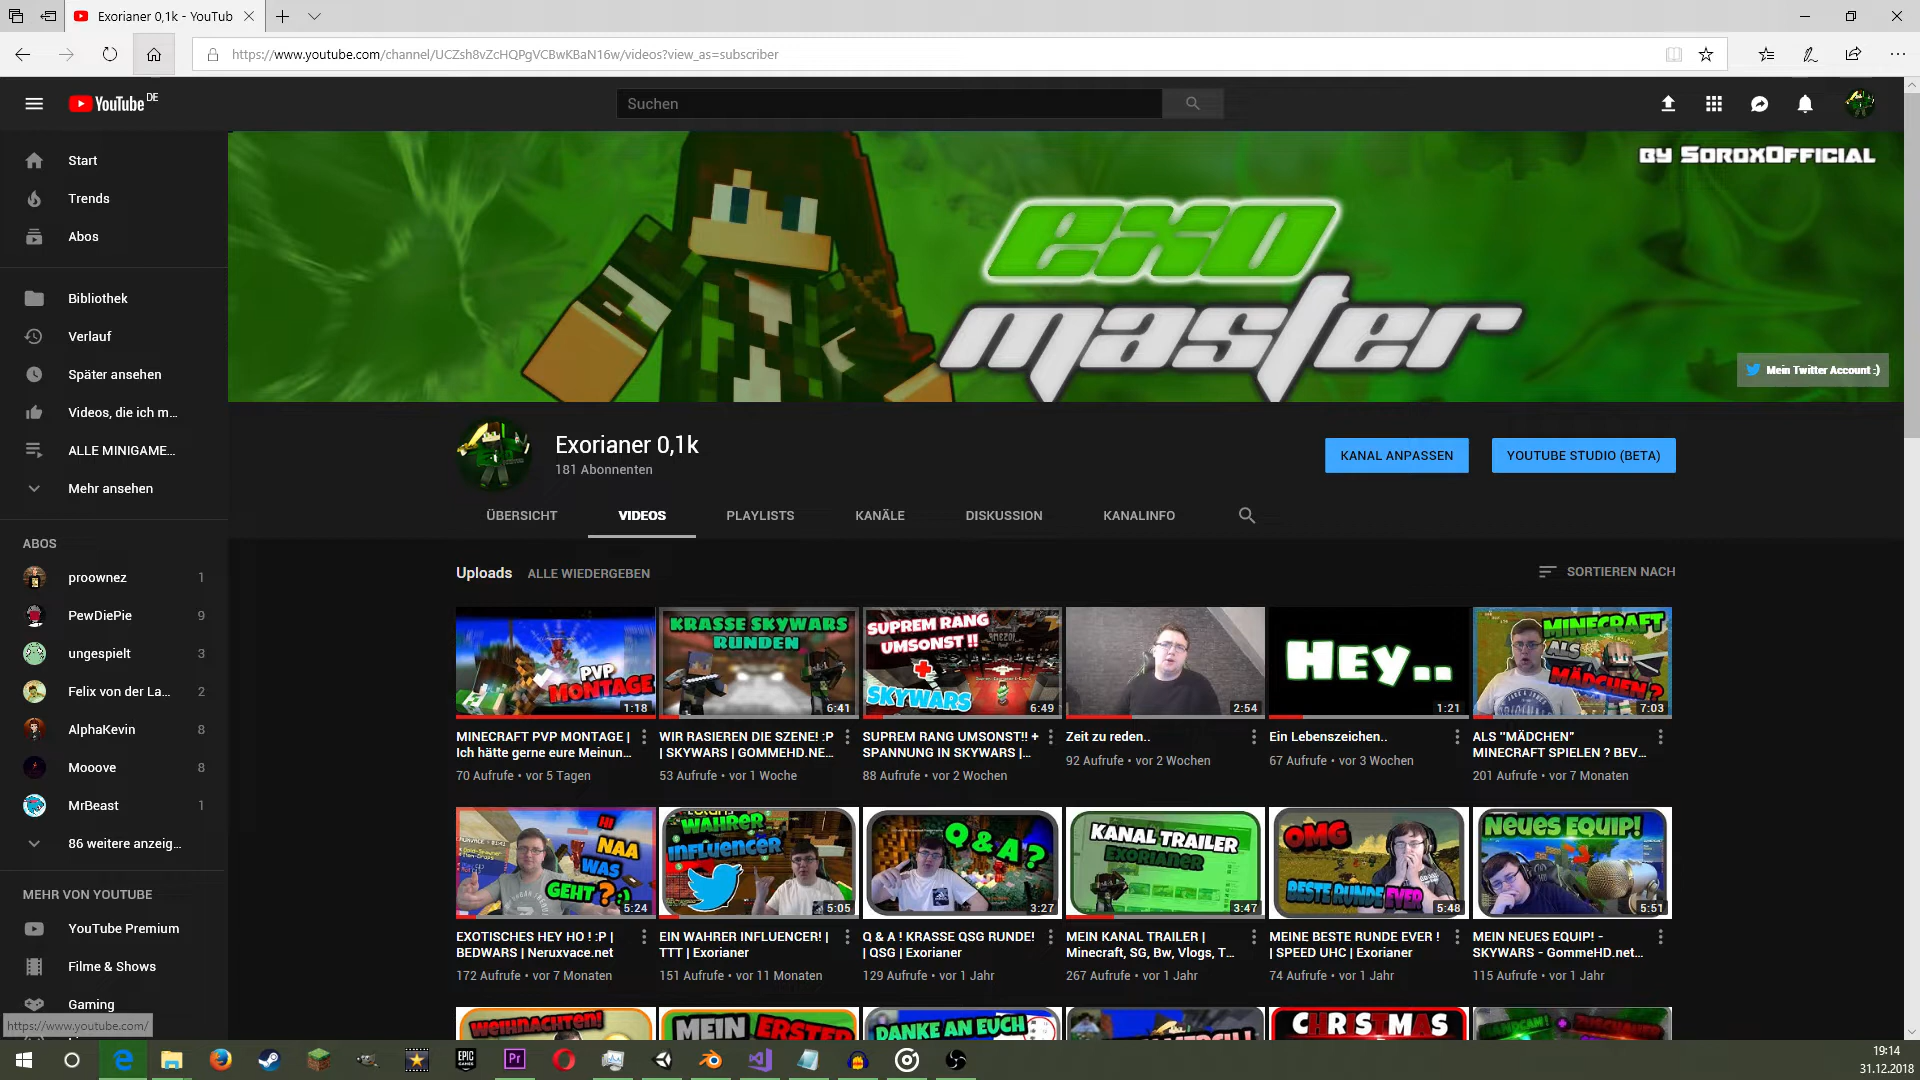 Exorianer 0,1k - YouTub
https://www.youtube.com/channel/UCZsh8vZcHQPgVCBwKBaN16w/videos?view_as=subscriber
YouTube DE
Suchen
Start
Trends
Abos
Bibliothek
Verlauf
Später ansehen
Videos, die ich m...
ALLE MINIGAME...
Mehr ansehen
ABOS
proownez 1
PewDiePie 9
ungespielt 3
Felix von der La... 2
AlphaKevin 8
Mooove 8
MrBeast 1
86 weitere anzeig...
MEHR VON YOUTUBE
YouTube Premium
Filme & Shows
Gaming
https://www.youtube.com/
by SoroxOfficial
exo
master
Mein Twitter Account :)
Exorianer 0,1k
181 Abonnenten
KANAL ANPASSEN
YOUTUBE STUDIO (BETA)
ÜBERSICHT VIDEOS PLAYLISTS KANÄLE DISKUSSION KANALINFO
Uploads ALLE WIEDERGEBEN
SORTIEREN NACH
PVP
MONTAGE
1:18
MINECRAFT PVP MONTAGE |
Ich hätte gerne eure Meinun...
70 Aufrufe • vor 5 Tagen
KRASSE SKYWARS
RUNDEN
6:41
WIR RASIEREN DIE SZENE! :P
| SKYWARS | GOMMEHD.NE...
53 Aufrufe • vor 1 Woche
SUPREM RANG
UMSONST !!
+
SKYWARS
6:49
SUPREM RANG UMSONST!! +
SPANNUNG IN SKYWARS |...
88 Aufrufe • vor 2 Wochen
2:54
Zeit zu reden..
92 Aufrufe • vor 2 Wochen
HEY..
1:21
Ein Lebenszeichen..
67 Aufrufe • vor 3 Wochen
MINECRAFT
ALS
MÄDCHEN ?
7:03
ALS "MÄDCHEN"
MINECRAFT SPIELEN ? BEV...
201 Aufrufe • vor 7 Monaten
HI
NAA
WAS
GEHT ? :)
5:24
EXOTISCHES HEY HO ! :P |
BEDWARS | Neruxvace.net
172 Aufrufe • vor 7 Monaten
WAHRER
INFLUENCER
5:05
EIN WAHRER INFLUENCER! |
TTT | Exorianer
151 Aufrufe • vor 11 Monaten
Q & A ?
3:27
Q & A ! KRASSE QSG RUNDE!
| QSG | Exorianer
129 Aufrufe • vor 1 Jahr
KANAL TRAILER
EXORIANER
3:47
MEIN KANAL TRAILER |
Minecraft, SG, Bw, Vlogs, T...
267 Aufrufe • vor 1 Jahr
OMG
BESTE RUNDE EVER
5:48
MEINE BESTE RUNDE EVER !
| SPEED UHC | Exorianer
74 Aufrufe • vor 1 Jahr
NEUES EQUIP!
5:51
MEIN NEUES EQUIP! -
SKYWARS - GommeHD.net...
115 Aufrufe • vor 1 Jahr
WEIHNACHTEN!
MEIN ERSTER
DANKE AN EUCH
CHRISTMAS
HANDCAM! +
EPIC
GAMES
Pr
19:14
31.12.2018